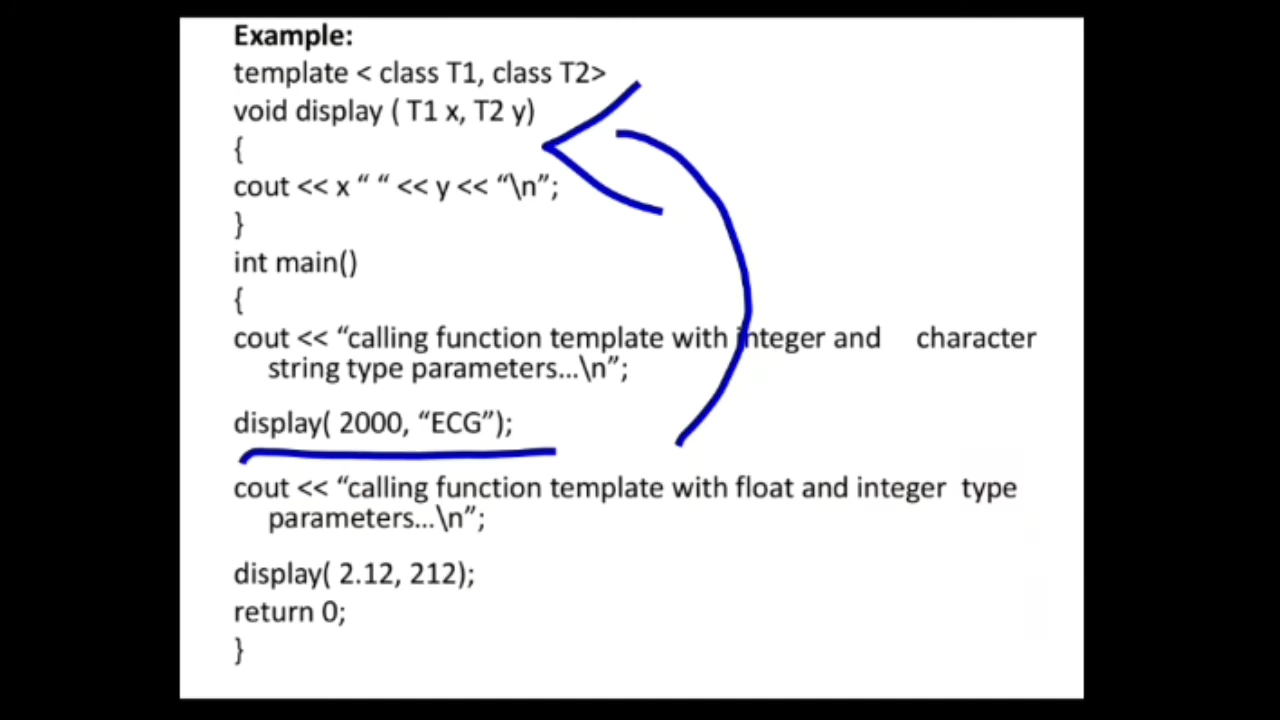 Example:
template < class T1, class T2>
void display ( T1 x, T2 y)
{
cout << x “ “ << y << “\n”;
}
int main()
{
cout << “calling function template with integer and character
string type parameters...\n”;
display( 2000, “ECG”);
cout << “calling function template with float and integer type
parameters...\n”;
display( 2.12, 212);
return 0;
}